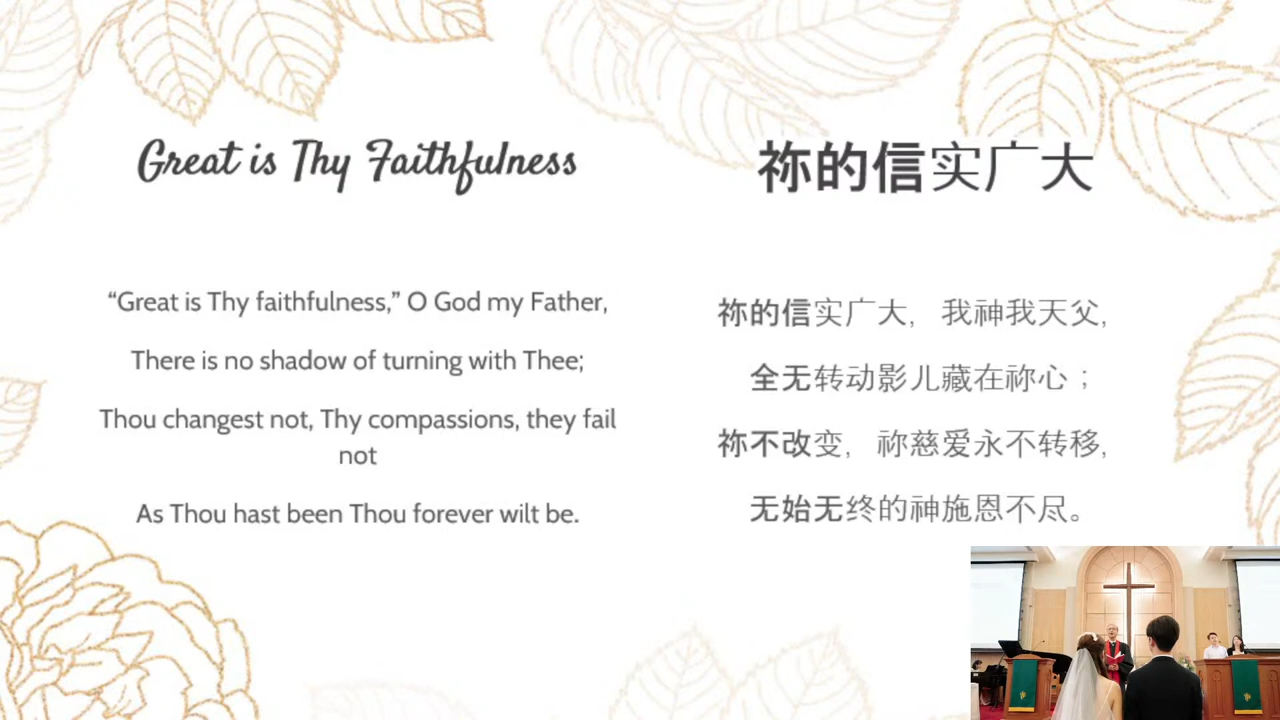 Great is Thy Faithfulness
“Great is Thy faithfulness,” O God my Father,
There is no shadow of turning with Thee;
Thou changest not, Thy compassions, they fail
not
As Thou hast been Thou forever wilt be.
祢的信实广大
祢的信实广大，我神我天父,
全无转动影儿藏在祢心；
祢不改变，祢慈爱永不转移,
无始无终的神施恩不尽。